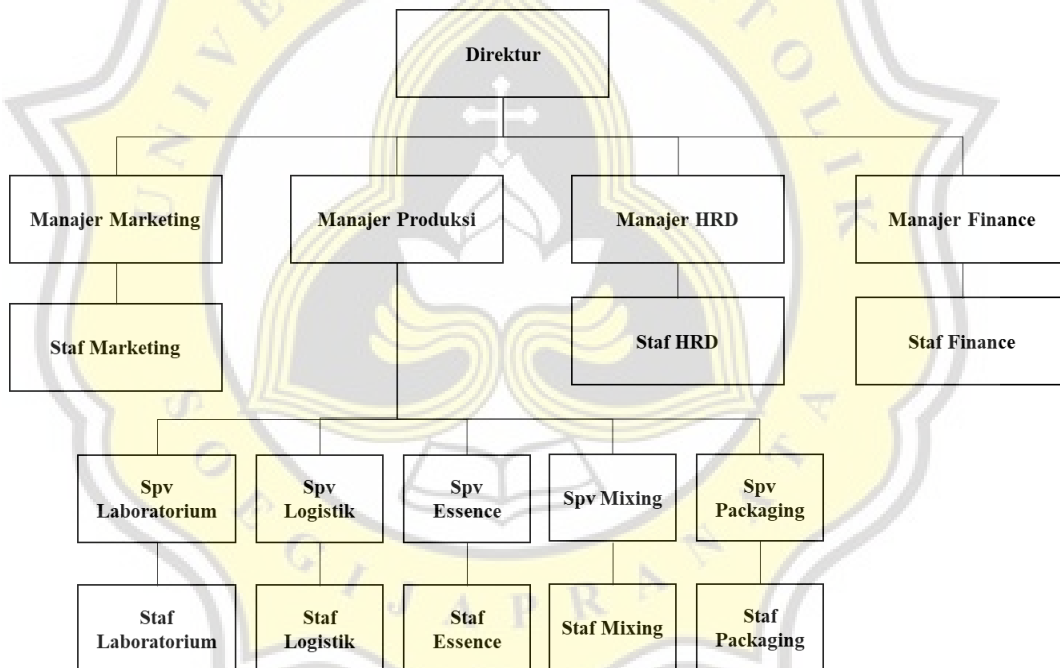 Direktur
Manajer Marketing
Manajer Produksi
Manajer HRD
Manajer Finance
Staf Marketing
Staf HRD
Staf Finance
Spv
Laboratorium
Spv
Logistik
Spv
Essence
Spv Mixing
Spv
Packaging
Staf
Laboratorium
Staf
Logistik
Staf
Essence
Staf Mixing
Staf
Packaging
SOEGIJAPRANATA